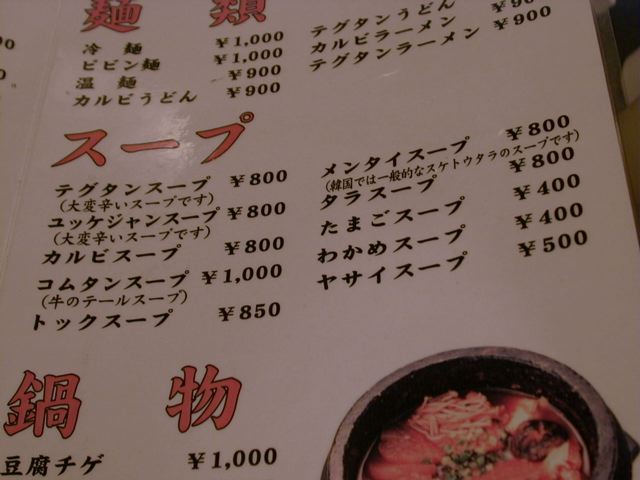 麺類
冷麺 ¥1,000
ビビン麺 ¥1,000
温麺 ¥900
カルビうどん ¥900
テグタンうどん
カルビラーメン ¥900
テグタンラーメン ¥900
スープ
テグタンスープ ¥800
(大変辛いスープです)
ユッケジャンスープ ¥800
(大変辛いスープです)
カルビスープ ¥800
コムタンスープ ¥1,000
(牛のテールスープ)
トックスープ ¥850
メンタイスープ ¥800
(韓国では一般的なスケトウタラのスープです)
タラスープ ¥800
たまごスープ ¥400
わかめスープ ¥400
ヤサイスープ ¥500
鍋物
豆腐チゲ ¥1,000